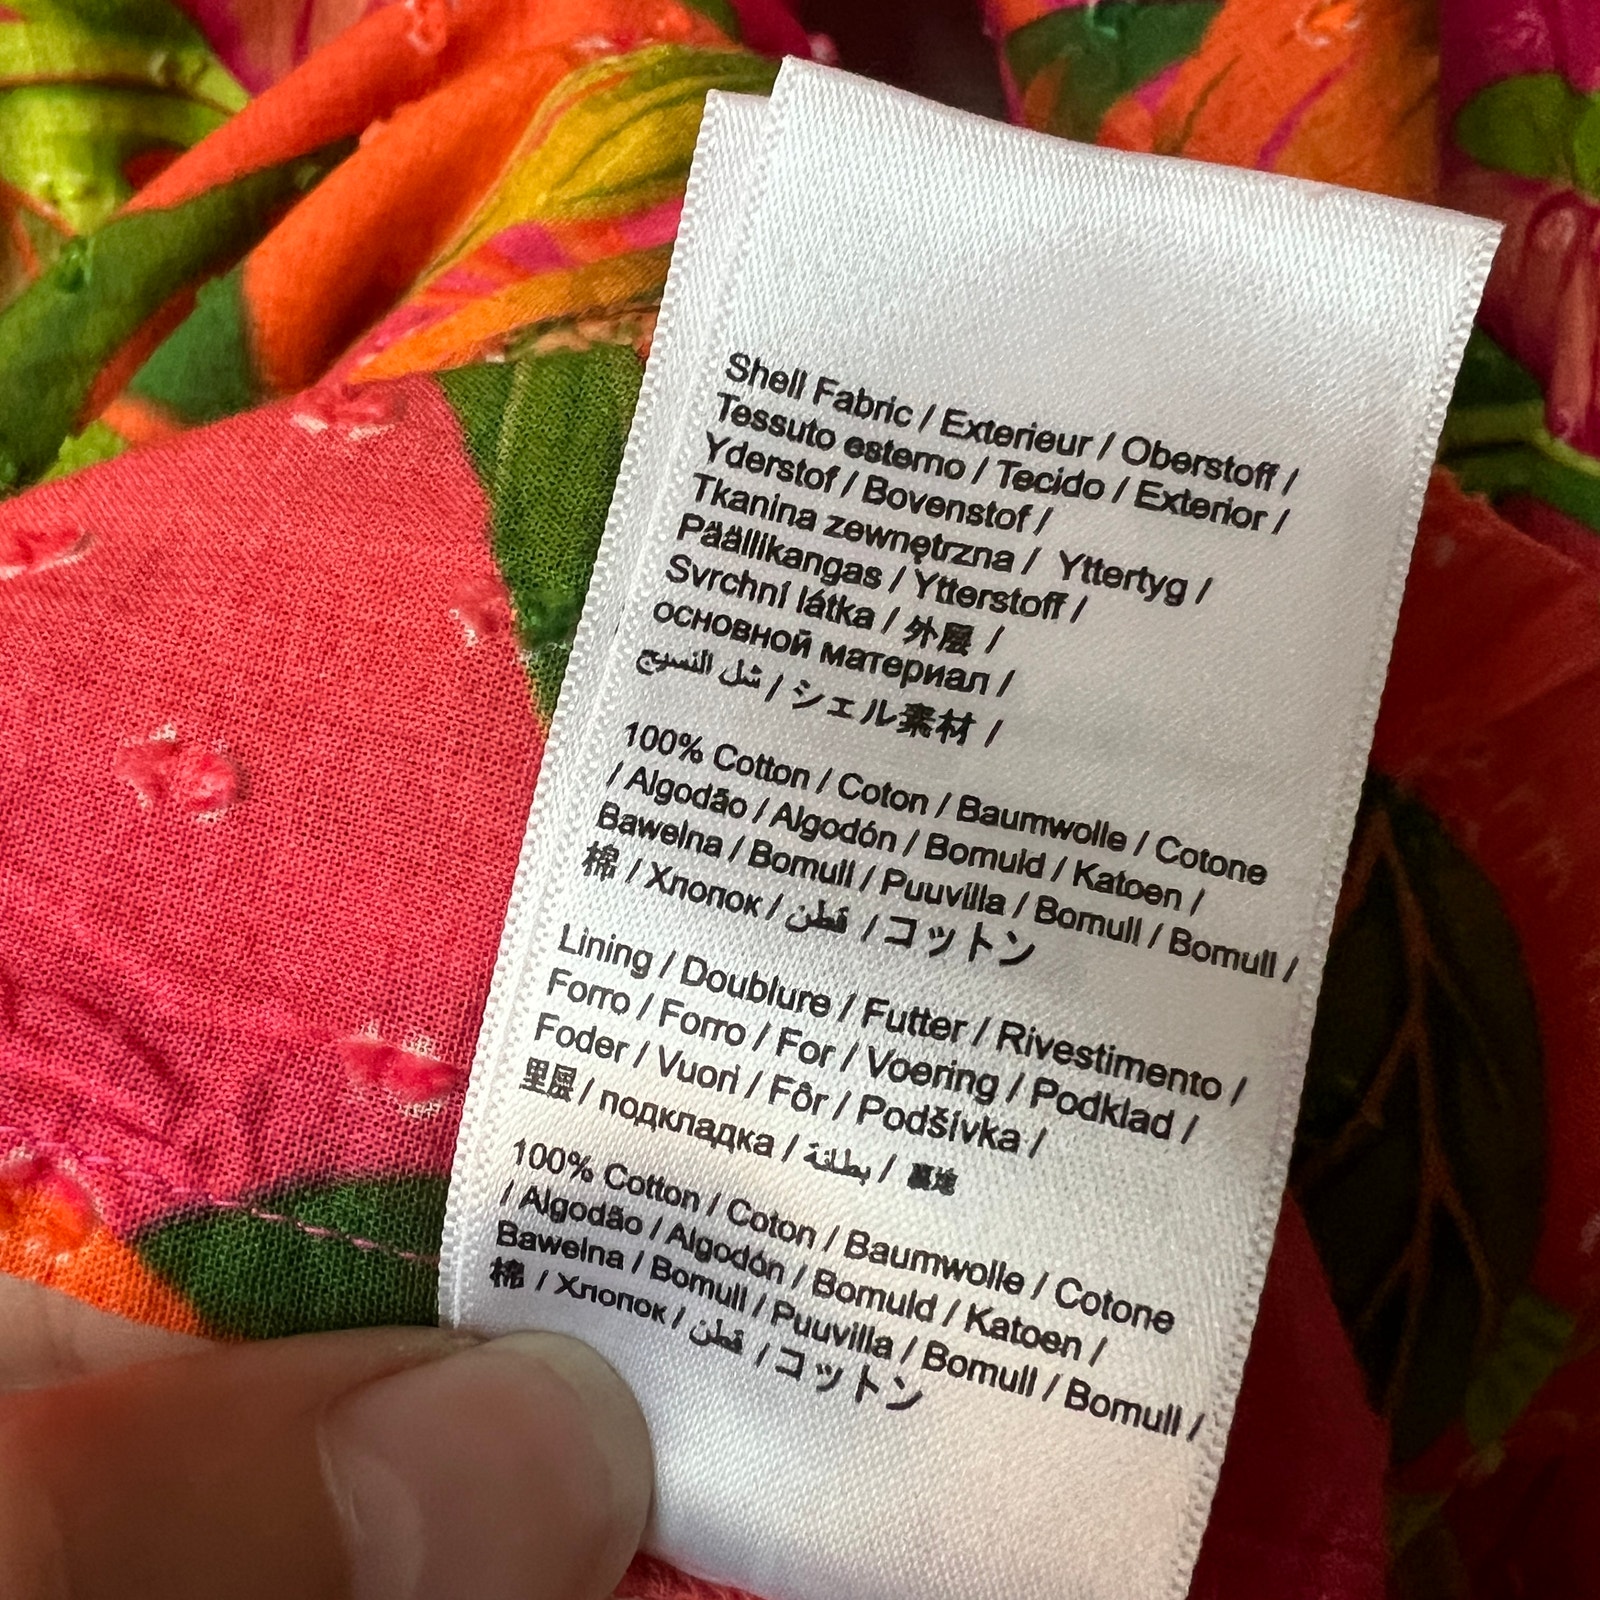 Shell Fabric / Exterieur / Oberstoff /
Tessuto esterno / Tecido / Exterior /
Yderstof / Bovenstof /
Tkanina zewnętrzna / Yttertyg /
Päällikangas / Ytterstoff /
Svrchní látka / 外层 /
основной материал /
شل النسيج / シェル素材 /
100% Cotton / Coton / Baumwolle / Cotone
/ Algodão / Algodón / Bomuld / Katoen /
Bawelna / Bomull / Puuvilla / Bomull / Bomull /
棉 / Хлопок / قطن / コットン
Lining / Doublure / Futter / Rivestimento /
Forro / Forro / For / Voering / Podklad /
Foder / Vuori / Fôr / Podšívka /
里层 / подкладка / بطانة / 裏地
100% Cotton / Coton / Baumwolle / Cotone
/ Algodão / Algodón / Bomuld / Katoen /
Bawelna / Bomull / Puuvilla / Bomull / Bomull /
棉 / Хлопок / قطن / コットン